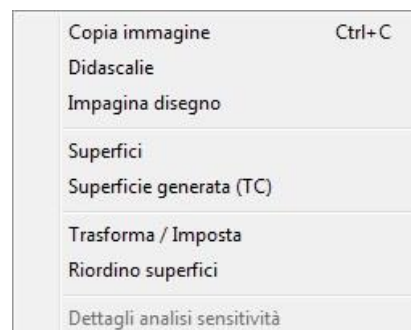 Copia immagine Ctrl+C
Didascalie
Impagina disegno
Superfici
Superficie generata (TC)
Trasforma / Imposta
Riordino superfici
Dettagli analisi sensitività